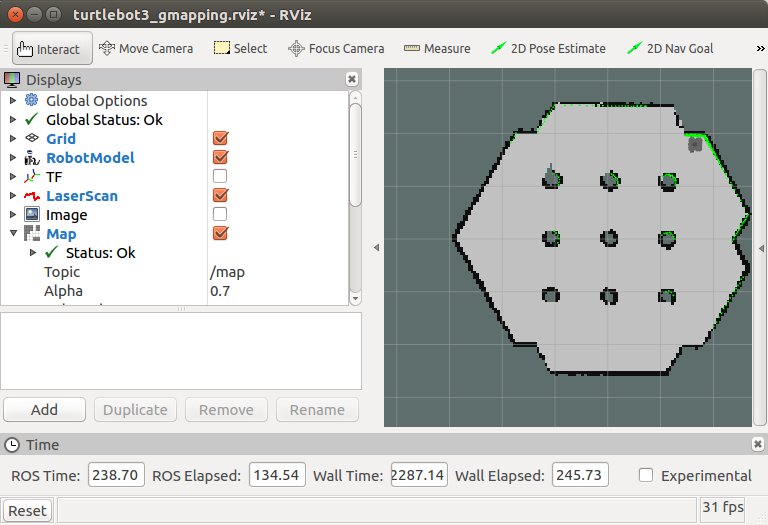 turtlebot3_gmapping.rviz* - RViz
Interact Move Camera Select Focus Camera Measure 2D Pose Estimate 2D Nav Goal »
Displays
Global Options
Global Status: Ok
Grid
RobotModel
TF
LaserScan
Image
Map
Status: Ok
Topic /map
Alpha 0.7
Add Duplicate Remove Rename
Time
ROS Time: 238.70 ROS Elapsed: 134.54 Wall Time: 2287.14 Wall Elapsed: 245.73 Experimental
Reset 31 fps